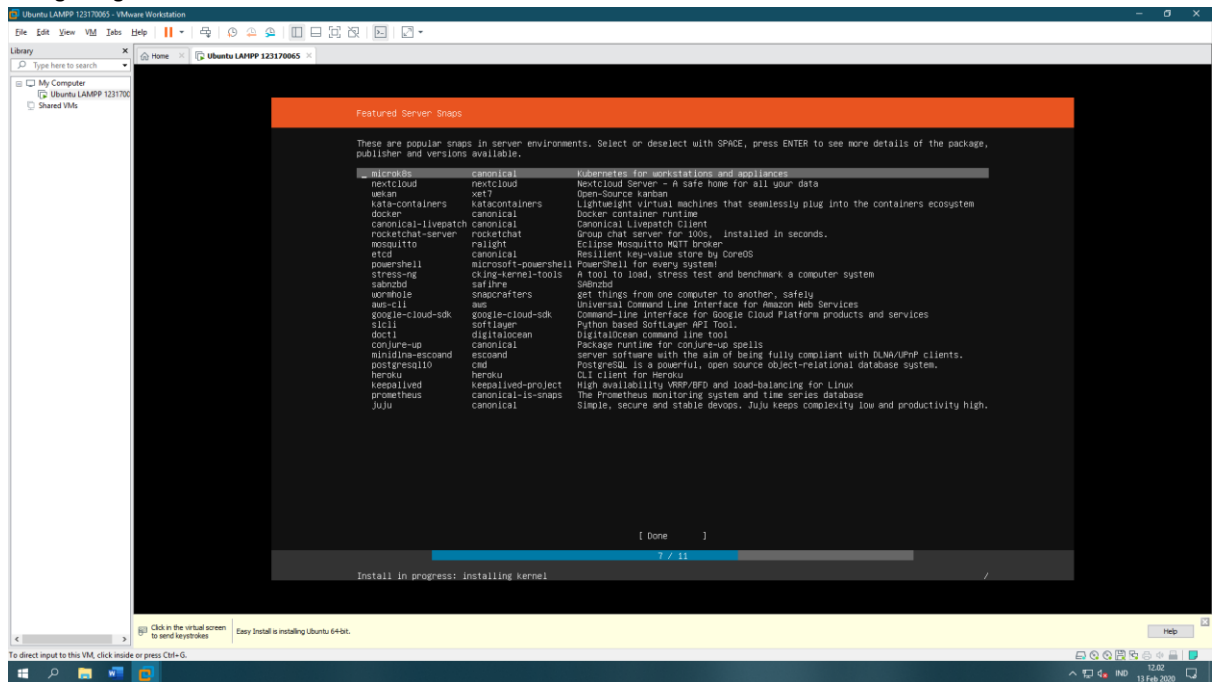 Ubuntu LAMPP 123170065 - VMware Workstation
File Edit View VM Tabs Help
Library
Home
Ubuntu LAMPP 123170065
Type here to search
My Computer
Ubuntu LAMPP 1231700
Shared VMs
Featured Server Snaps
These are popular snaps in server environments. Select or deselect with SPACE, press ENTER to see more details of the package,
publisher and versions available.
microk8s canonical Kubernetes for workstations and appliances
nextcloud nextcloud Nextcloud Server - A safe home for all your data
wekan xet7 Open-Source kanban
kata-containers katacontainers Lightweight virtual machines that seamlessly plug into the containers ecosystem
docker canonical Docker container runtime
canonical-livepatch canonical Canonical Livepatch Client
rocketchat-server rocketchat Group chat server for 100s, installed in seconds.
mosquitto ralight Eclipse Mosquitto MQTT broker
etcd canonical Resilient key-value store by CoreOS
powershell microsoft-powershell PowerShell for every system!
stress-ng cking-kernel-tools A tool to load, stress test and benchmark a computer system
sabnzbd safihre SABnzbd
wormhole snapcrafters get things from one computer to another, safely
aws-cli aws Universal Command Line Interface for Amazon Web Services
google-cloud-sdk google-cloud-sdk Command-line interface for Google Cloud Platform products and services
slcli softlayer Python based SoftLayer API Tool.
doctl digitalocean DigitalOcean command line tool
conjure-up canonical Package runtime for conjure-up spells
minidlna-escoand escoand server software with the aim of being fully compliant with DLNA/UPnP clients.
postgresql10 cmd PostgreSQL is a powerful, open source object-relational database system.
heroku heroku CLI client for Heroku
keepalived keepalived-project High availability VRRP/BFD and load-balancing for Linux
prometheus canonical-is-snaps The Prometheus monitoring system and time series database
juju canonical Simple, secure and stable devops. Juju keeps complexity low and productivity high.
[ Done ]
7 / 11
Install in progress: installing kernel /
Click in the virtual screen
to send keystrokes
Easy Install is installing Ubuntu 64-bit.
Help
To direct input to this VM, click inside or press Ctrl+G.
IND
12.02
13 Feb 2020